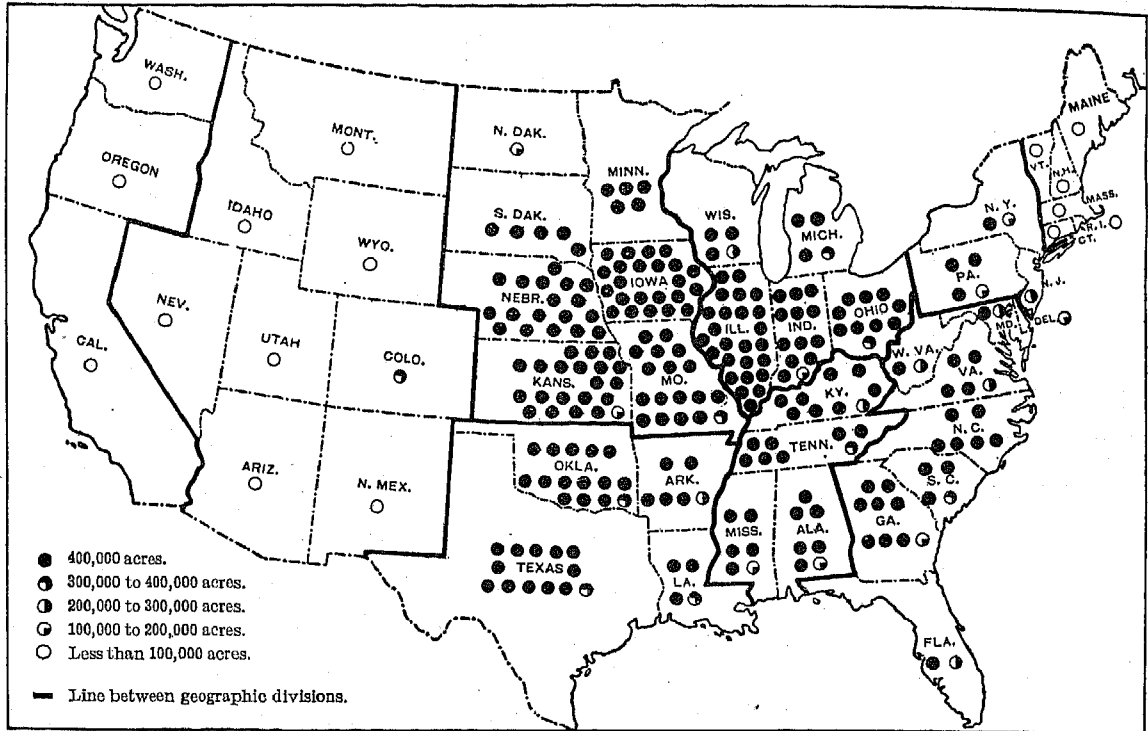 WASH.
MONT.
N. DAK.
MAINE
OREGON
MINN.
VT.
N.H.
IDAHO
S. DAK.
WIS.
MICH.
N. Y.
MASS.
R.I.
CT.
WYO.
NEBR.
IOWA
PA.
N. J.
NEV.
CAL.
UTAH
COLO.
ILL.
IND.
OHIO
MD.
DEL.
KANS.
MO.
W. VA.
VA.
KY.
N. C.
TENN.
ARIZ.
N. MEX.
OKLA.
ARK.
S. C.
MISS.
ALA.
GA.
TEXAS
LA.
FLA.
400,000 acres.
300,000 to 400,000 acres.
200,000 to 300,000 acres.
100,000 to 200,000 acres.
Less than 100,000 acres.
Line between geographic divisions.